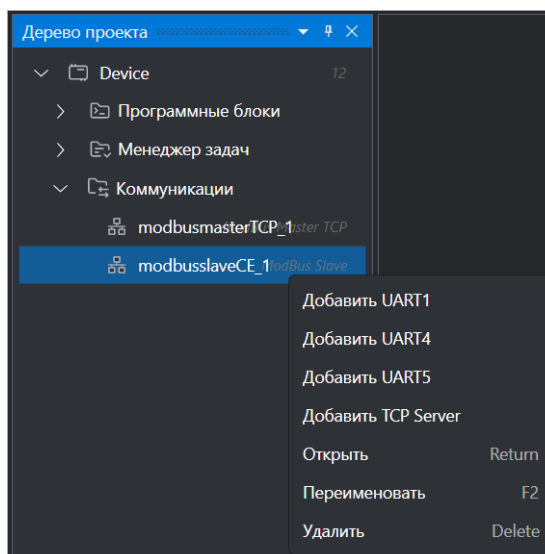 Дерево проекта
Device 12
Программные блоки
Менеджер задач
Коммуникации
modbusmasterTCP_1 Master TCP
modbusslaveCE_1 ModBus Slave
Добавить UART1
Добавить UART4
Добавить UART5
Добавить TCP Server
Открыть Return
Переименовать F2
Удалить Delete